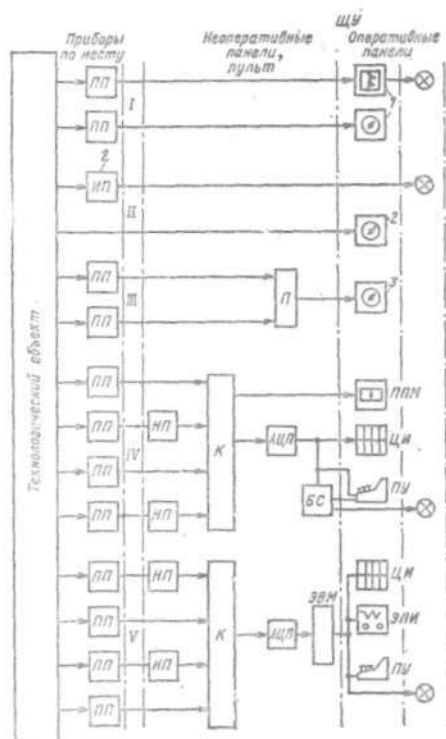 ЩУ
Приборы по месту
Неоперативные панели, пульт
Оперативные панели
Технологический объект
ПП
I
1
ПП
2
ИП
II
2
ПП
III
П
3
ПП
ПП
ППМ
ПП
НП
К
АЦП
ЦИ
IV
ПП
БС
ПУ
ПП
НП
ПП
НП
ЦИ
ЭВМ
ПП
К
АЦП
ЭЛИ
V
ПП
НП
ПУ
ПП